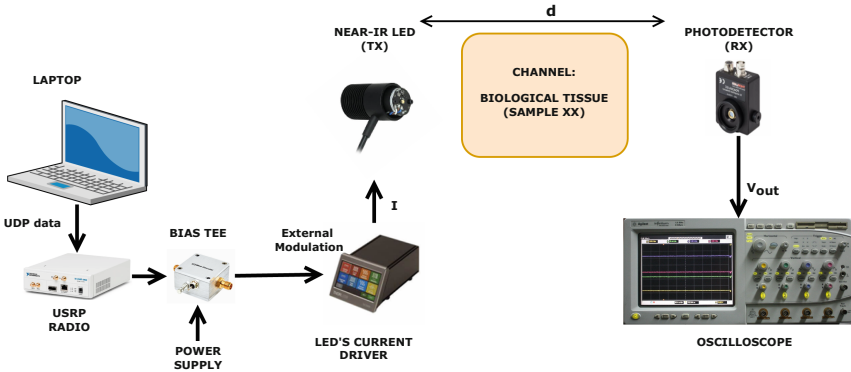 d
NEAR-IR LED
(TX)
PHOTODETECTOR
(RX)
CHANNEL:
BIOLOGICAL TISSUE
(SAMPLE XX)
LAPTOP
UDP data
I
Vout
BIAS TEE
External
Modulation
USRP
RADIO
POWER
SUPPLY
LED'S CURRENT
DRIVER
OSCILLOSCOPE